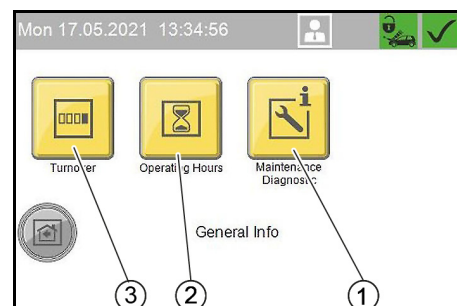 Mon 17.05.2021 13:34:56
i
Turnover
Operating Hours
Maintenance
Diagnostic
General Info
3
2
1